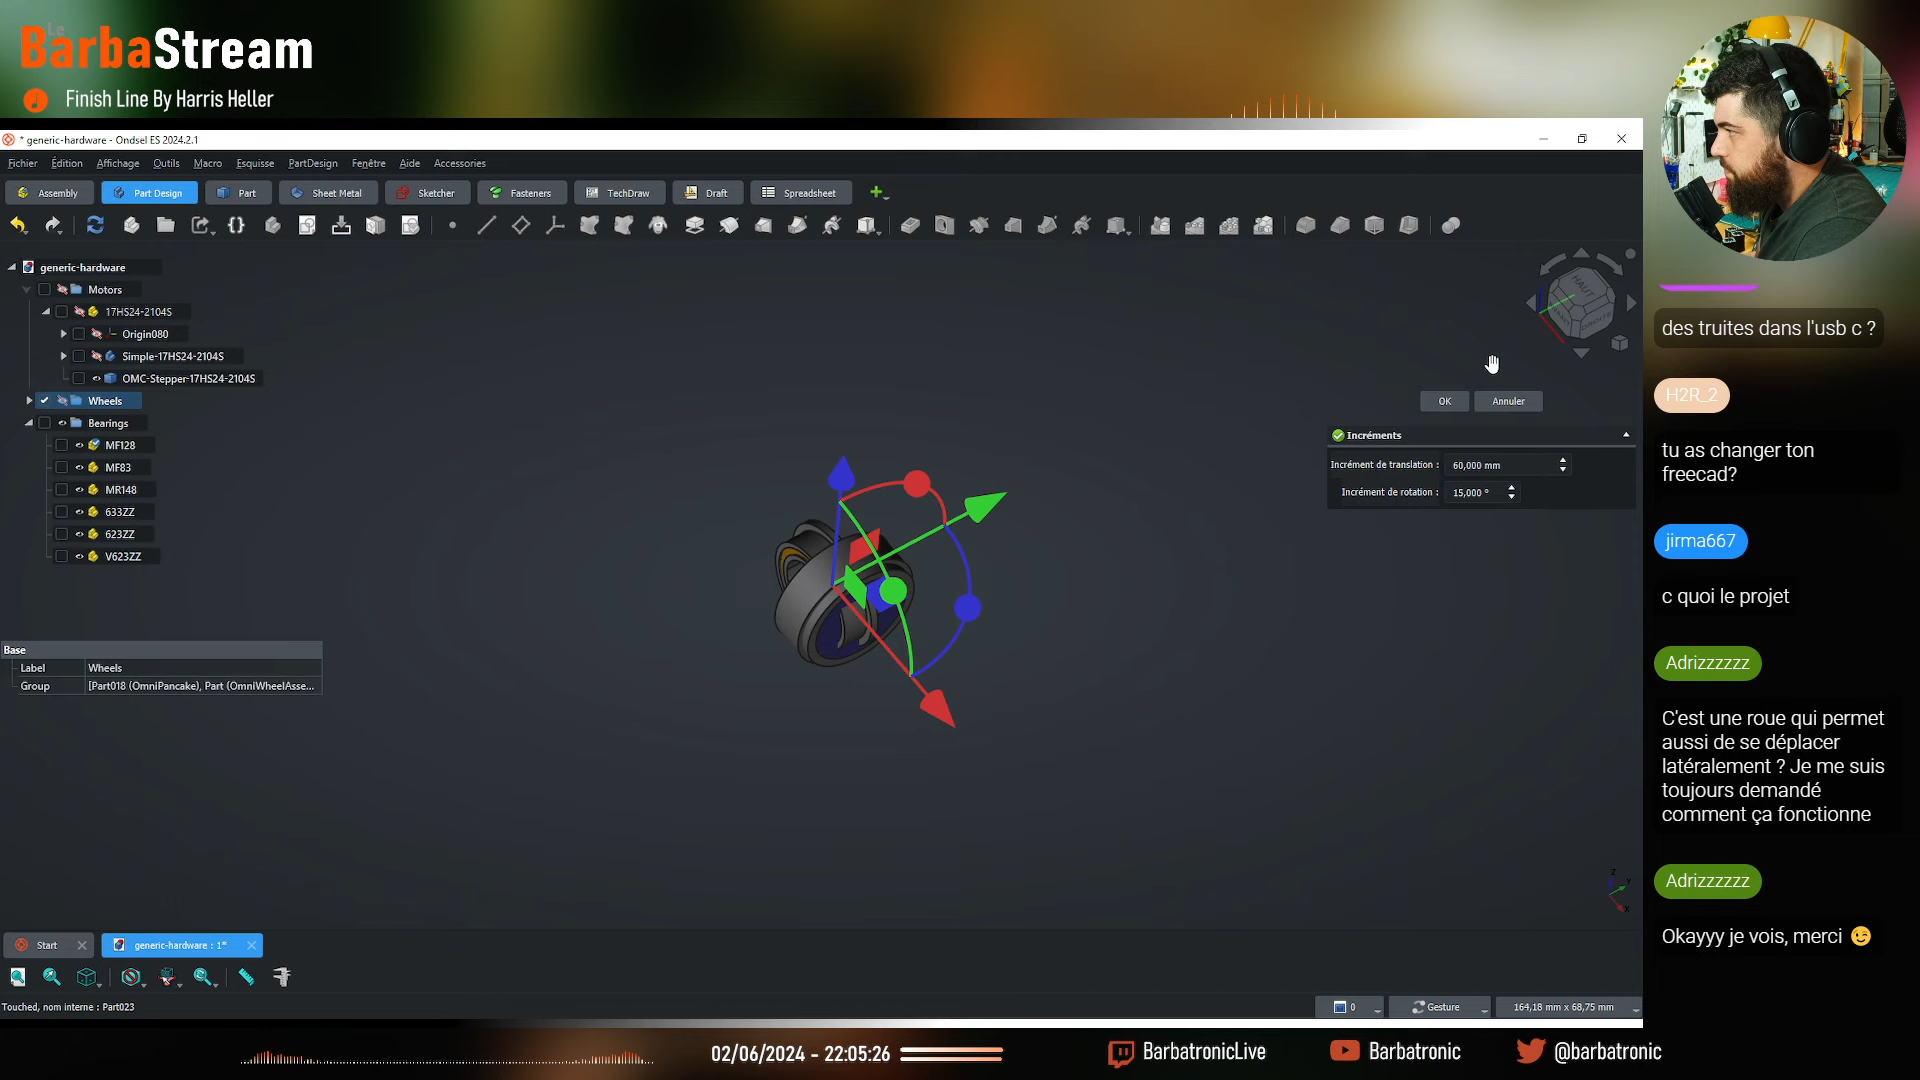 Le
BarbaStream
Finish Line By Harris Heller
* generic-hardware - Ondsel ES 2024.2.1
Fichier Édition Affichage Outils Macro Esquisse PartDesign Fenêtre Aide Accessories
Assembly Part Design Part Sheet Metal Sketcher Fasteners TechDraw Draft Spreadsheet
generic-hardware
Motors
17HS24-2104S
Origin080
Simple-17HS24-2104S
OMC-Stepper-17HS24-2104S
Wheels
Bearings
MF128
MF83
MR148
633ZZ
623ZZ
V623ZZ
Base
Label Wheels
Group [Part018 (OmniPancake), Part (OmniWheelAsse...
HAUT
DROITE
OK Annuler
Incréments
Incrément de translation : 60,000 mm
Incrément de rotation : 15,000 °
Z
Y
X
Start generic-hardware : 1*
Touched, nom interne : Part023
0 Gesture 164,18 mm x 68,75 mm
des truites dans l'usb c ?
H2R_2
tu as changer ton
freecad?
jirma667
c quoi le projet
Adrizzzzzz
C'est une roue qui permet
aussi de se déplacer
latéralement ? Je me suis
toujours demandé
comment ça fonctionne
Adrizzzzzz
Okayyy je vois, merci 😉
02/06/2024 - 22:05:26
BarbatronicLive
Barbatronic
@barbatronic